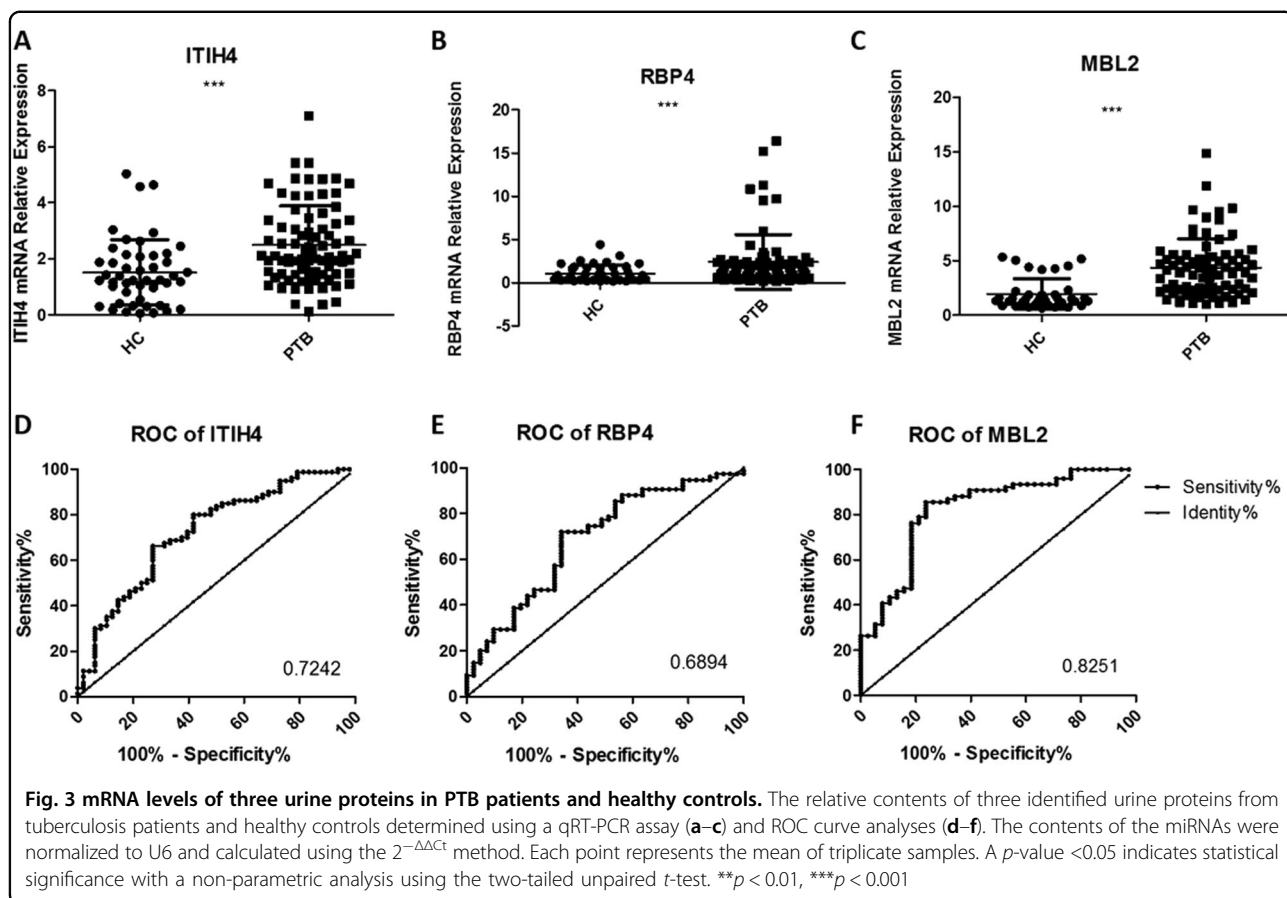 A
ITIH4
***
ITIH4 mRNA Relative Expression
8
6
4
2
0
HC
PTB
B
RBP4
***
RBP4 mRNA Relative Expression
20
15
10
5
0
-5
HC
PTB
C
MBL2
***
MBL2 mRNA Relative Expression
20
15
10
5
0
HC
PTB
D
ROC of ITIH4
Sensitivity%
100
80
60
40
20
0
0.7242
0
20
40
60
80
100
100% - Specificity%
E
ROC of RBP4
Sensitivity%
100
80
60
40
20
0
0.6894
0
20
40
60
80
100
100% - Specificity%
F
ROC of MBL2
Sensitivity%
100
80
60
40
20
0
0.8251
0
20
40
60
80
100
100% - Specificity%
Sensitivity%
Identity%
Fig. 3 mRNA levels of three urine proteins in PTB patients and healthy controls. The relative contents of three identified urine proteins from
tuberculosis patients and healthy controls determined using a qRT-PCR assay (a–c) and ROC curve analyses (d–f). The contents of the miRNAs were
normalized to U6 and calculated using the 2−ΔΔCt method. Each point represents the mean of triplicate samples. A p-value <0.05 indicates statistical
significance with a non-parametric analysis using the two-tailed unpaired t-test. **p < 0.01, ***p < 0.001